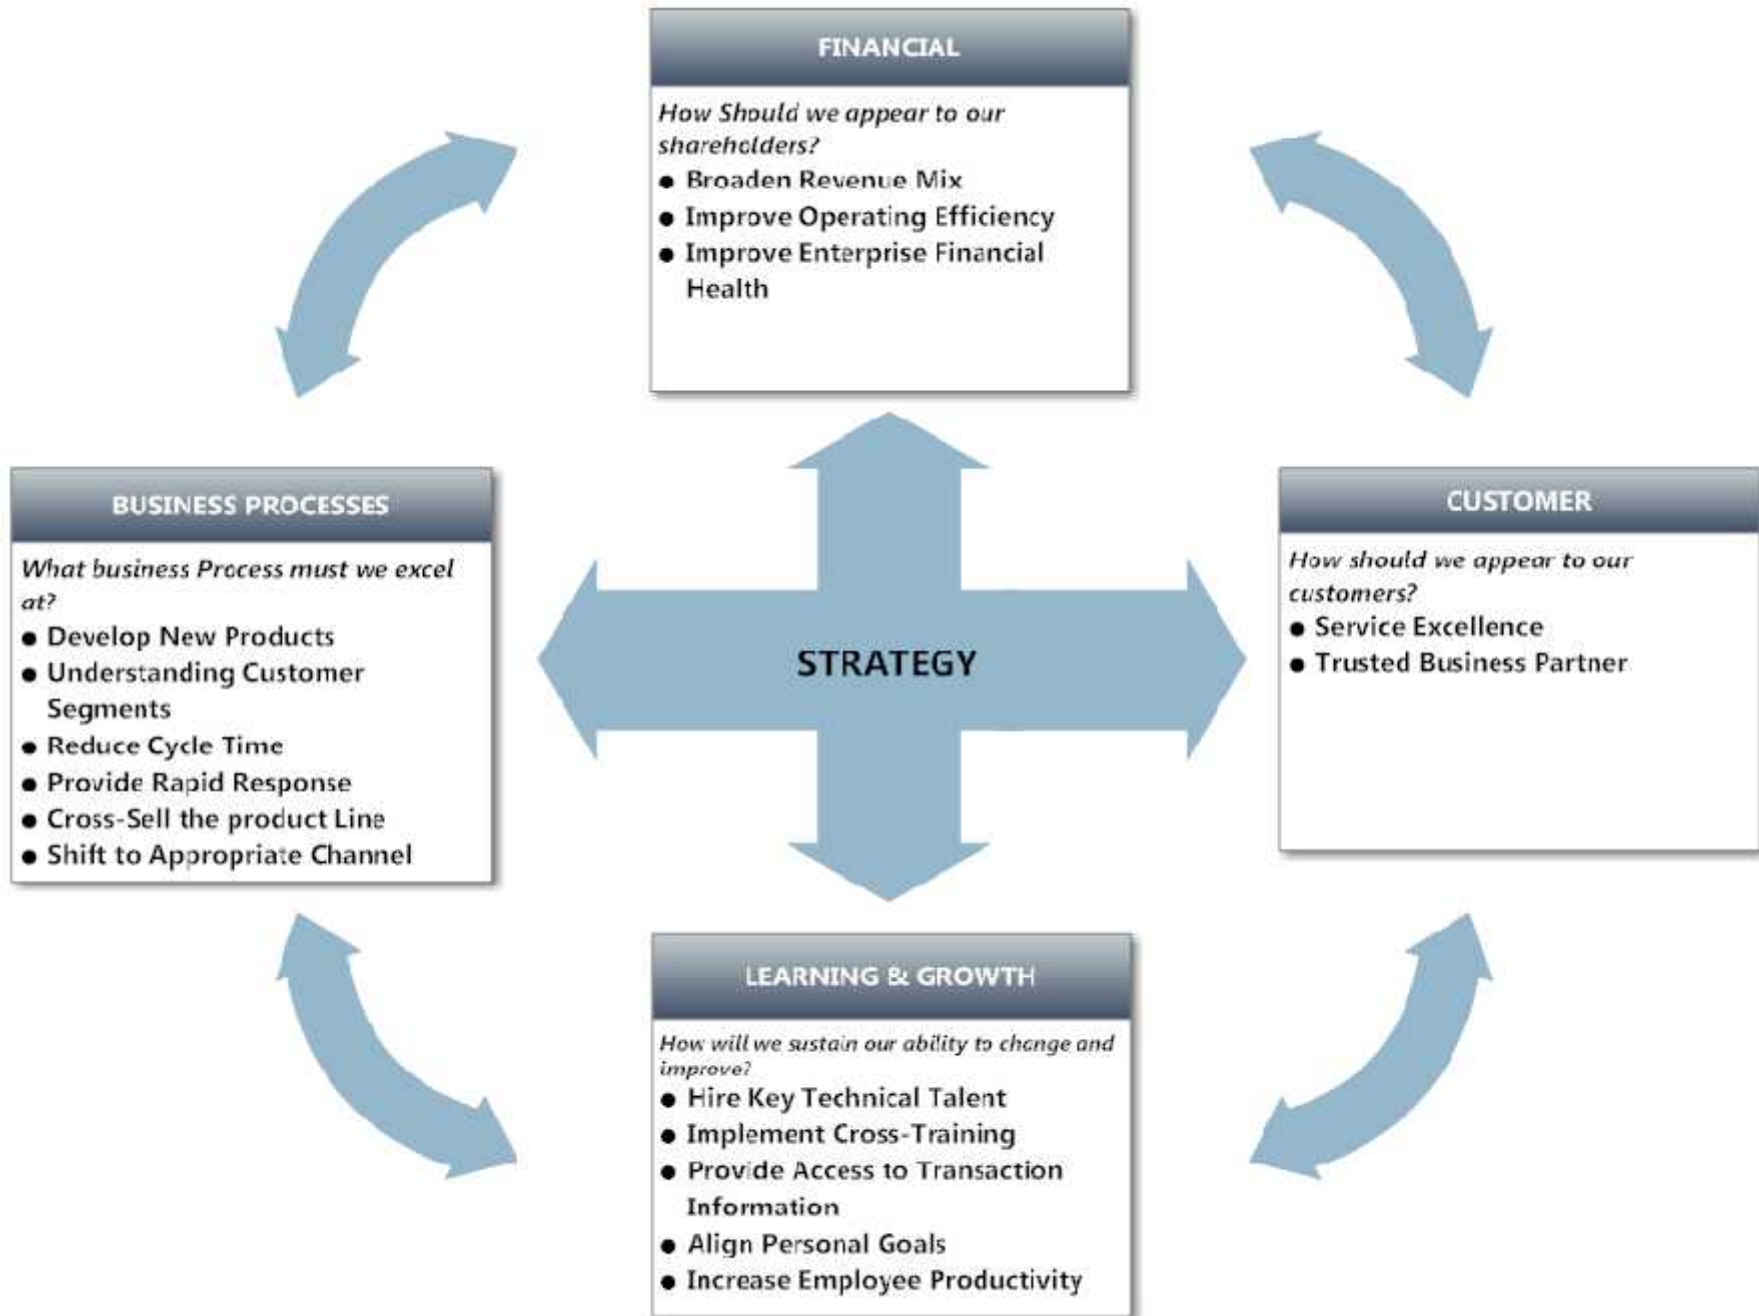 FINANCIAL
How Should we appear to our
shareholders?
● Broaden Revenue Mix
● Improve Operating Efficiency
● Improve Enterprise Financial
Health
BUSINESS PROCESSES
What business Process must we excel
at?
● Develop New Products
● Understanding Customer
Segments
● Reduce Cycle Time
● Provide Rapid Response
● Cross-Sell the product Line
● Shift to Appropriate Channel
STRATEGY
CUSTOMER
How should we appear to our
customers?
● Service Excellence
● Trusted Business Partner
LEARNING & GROWTH
How will we sustain our ability to change and
improve?
● Hire Key Technical Talent
● Implement Cross-Training
● Provide Access to Transaction
Information
● Align Personal Goals
● Increase Employee Productivity